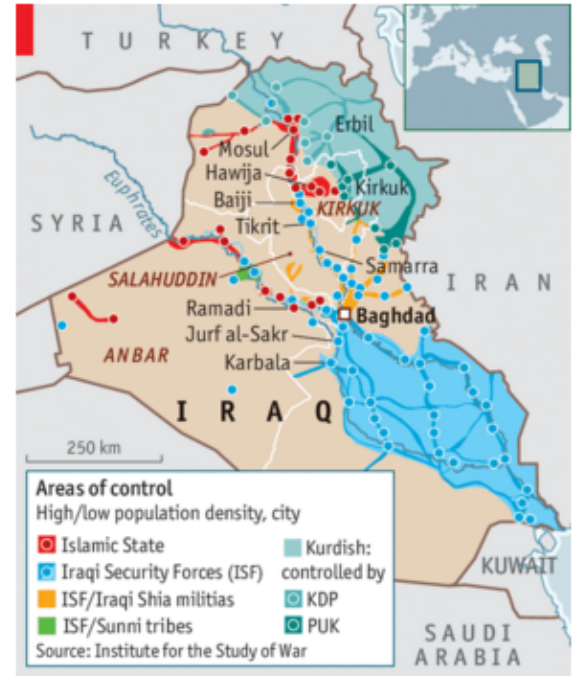 TURKEY
Erbil
Mosul
Hawija
Kirkuk
Baiji
KIRKUK
Euphrates
Tikrit
SYRIA
Samarra
IRAN
SALAHUDDIN
Ramadi
Baghdad
Jurf al-Sakr
ANBAR
Karbala
IRAQ
250 km
Areas of control
High/low population density, city
Islamic State
Iraqi Security Forces (ISF)
ISF/Iraqi Shia militias
ISF/Sunni tribes
Kurdish:
controlled by
KDP
PUK
Source: Institute for the Study of War
KUWAIT
SAUDI
ARABIA